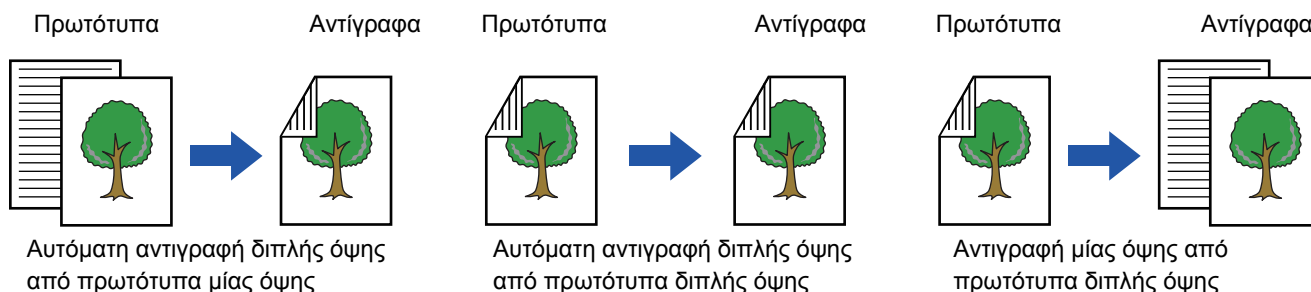 Πρωτότυπα Αντίγραφα Πρωτότυπα Αντίγραφα Πρωτότυπα Αντίγραφα
Αυτόματη αντιγραφή διπλής όψης
από πρωτότυπα μίας όψης
Αυτόματη αντιγραφή διπλής όψης
από πρωτότυπα διπλής όψης
Αντιγραφή μίας όψης από
πρωτότυπα διπλής όψης